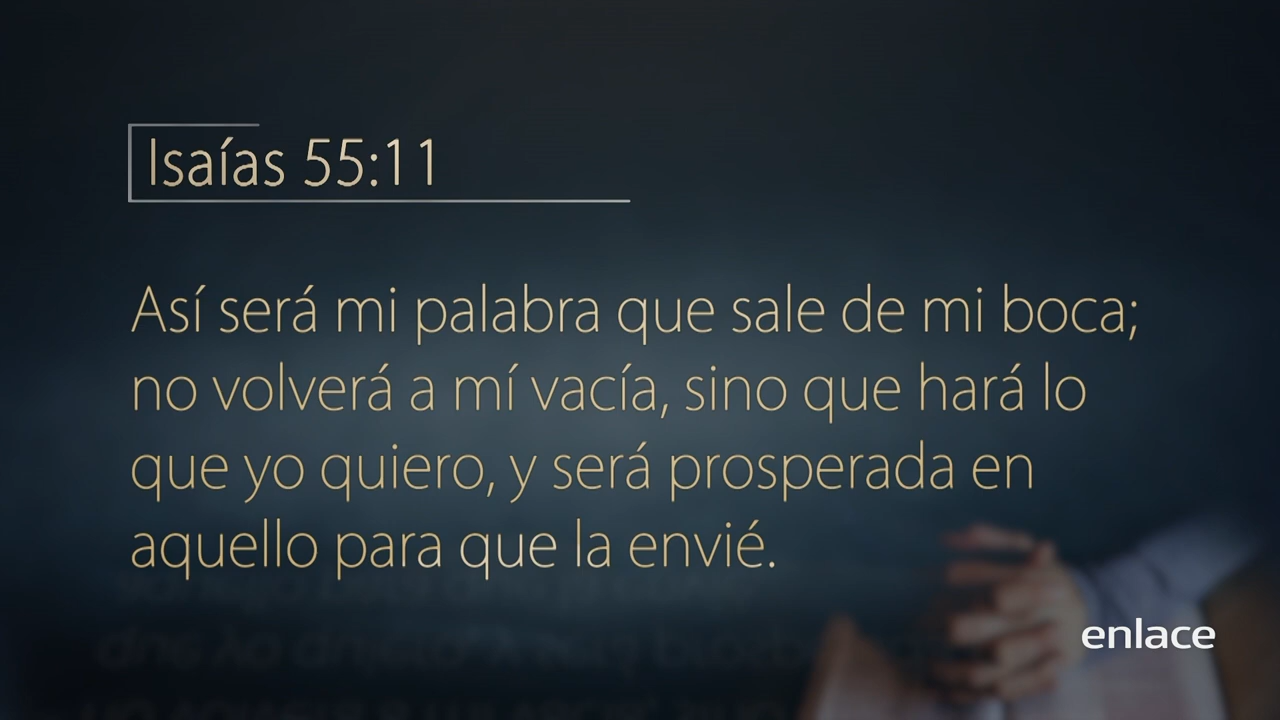 Isaías 55:11
Así será mi palabra que sale de mi boca;
no volverá a mí vacía, sino que hará lo
que yo quiero, y será prosperada en
aquello para que la envié.
enlace